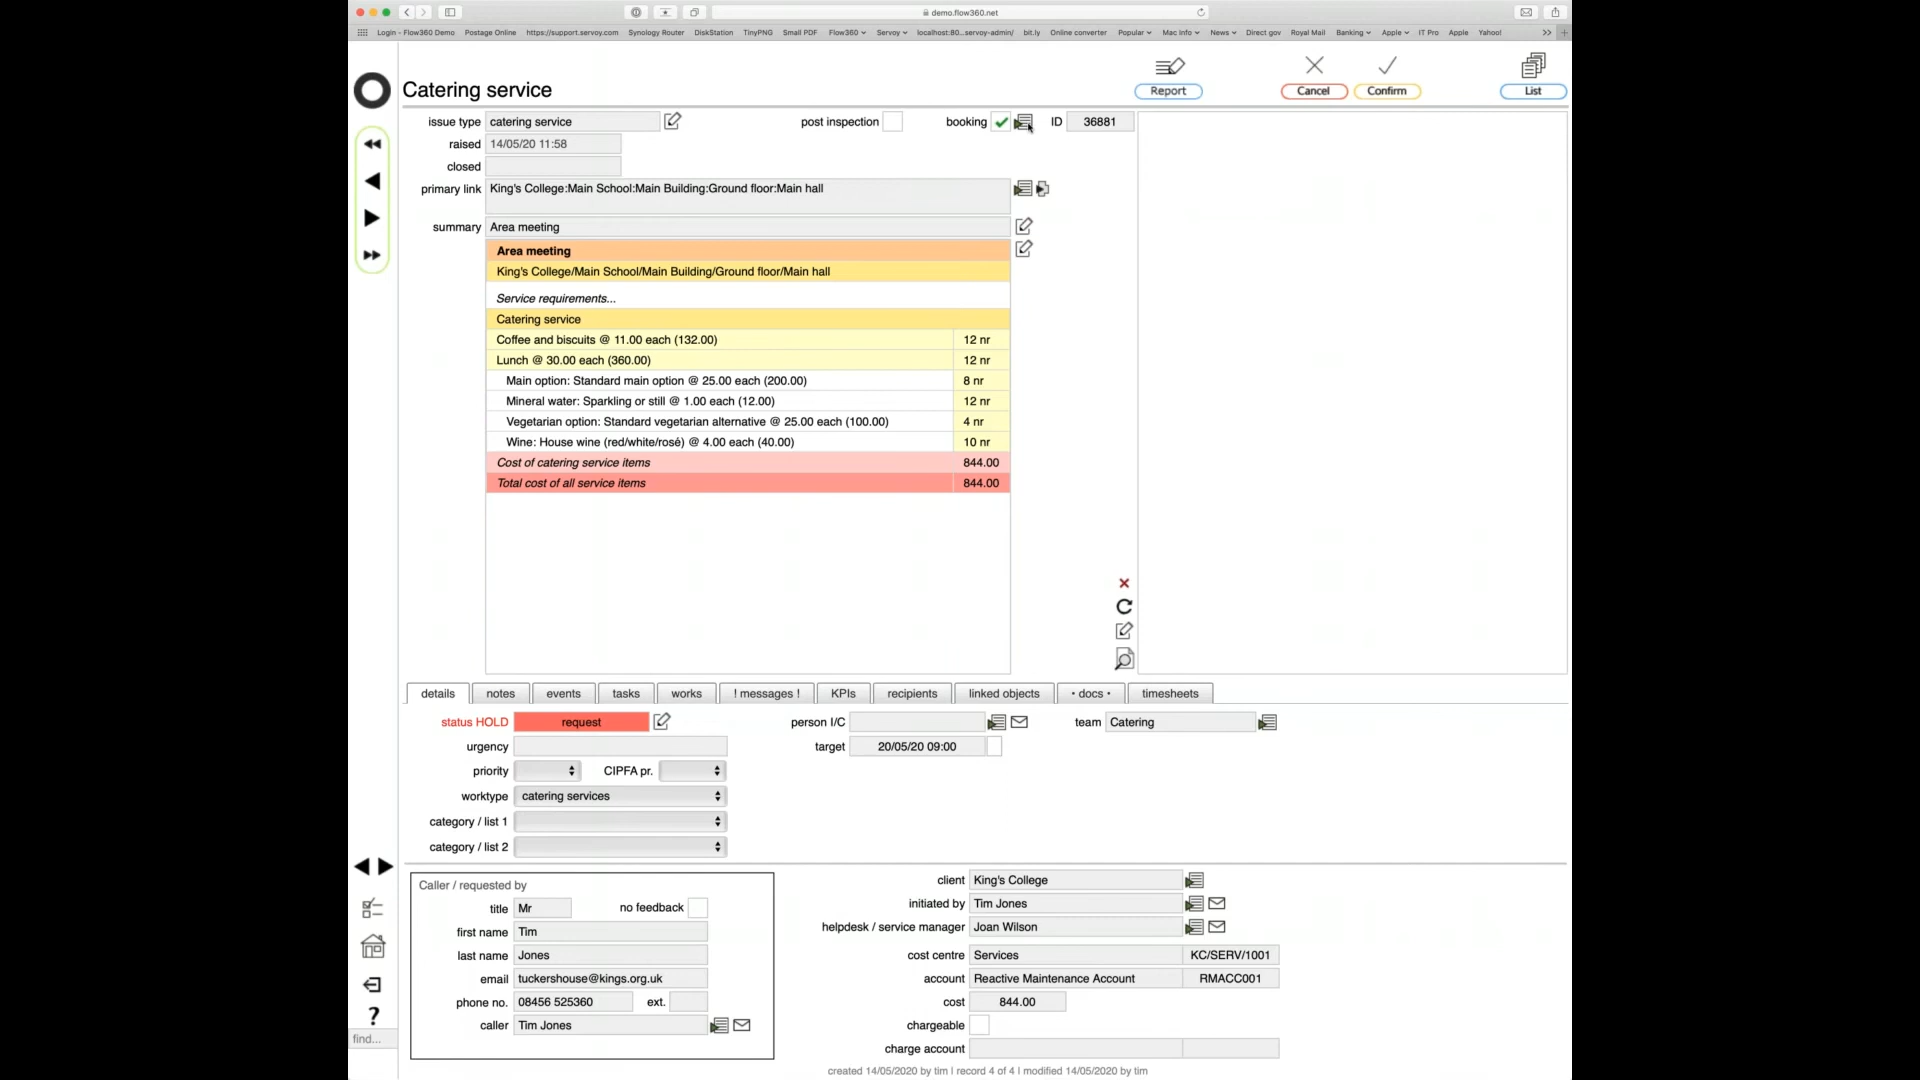 demo.flow360.net
Login - Flow360 Demo Postage Online https://support.servoy.com Synology Router DiskStation TinyPNG Small PDF Flow360 Servoy localhost:80...servoy-admin/ bit.ly Online converter Popular Mac Info News Direct gov Royal Mail Banking Apple IT Pro Apple Yahoo!
Catering service
Report Cancel Confirm List
issue type catering service post inspection booking ID 36881
raised 14/05/20 11:58
closed
primary link King's College:Main School:Main Building:Ground floor:Main hall
summary Area meeting
Area meeting
King's College/Main School/Main Building/Ground floor/Main hall
Service requirements...
Catering service
Coffee and biscuits @ 11.00 each (132.00) 12 nr
Lunch @ 30.00 each (360.00) 12 nr
Main option: Standard main option @ 25.00 each (200.00) 8 nr
Mineral water: Sparkling or still @ 1.00 each (12.00) 12 nr
Vegetarian option: Standard vegetarian alternative @ 25.00 each (100.00) 4 nr
Wine: House wine (red/white/rosé) @ 4.00 each (40.00) 10 nr
Cost of catering service items 844.00
Total cost of all service items 844.00
details notes events tasks works ! messages ! KPIs recipients linked objects • docs • timesheets
status HOLD request person I/C team Catering
urgency target 20/05/20 09:00
priority CIPFA pr.
worktype catering services
category / list 1
category / list 2
Caller / requested by
title Mr no feedback
first name Tim
last name Jones
email tuckershouse@kings.org.uk
phone no. 08456 525360 ext.
caller Tim Jones
client King's College
initiated by Tim Jones
helpdesk / service manager Joan Wilson
cost centre Services KC/SERV/1001
account Reactive Maintenance Account RMACC001
cost 844.00
chargeable
charge account
?
find...
created 14/05/2020 by tim | record 4 of 4 | modified 14/05/2020 by tim